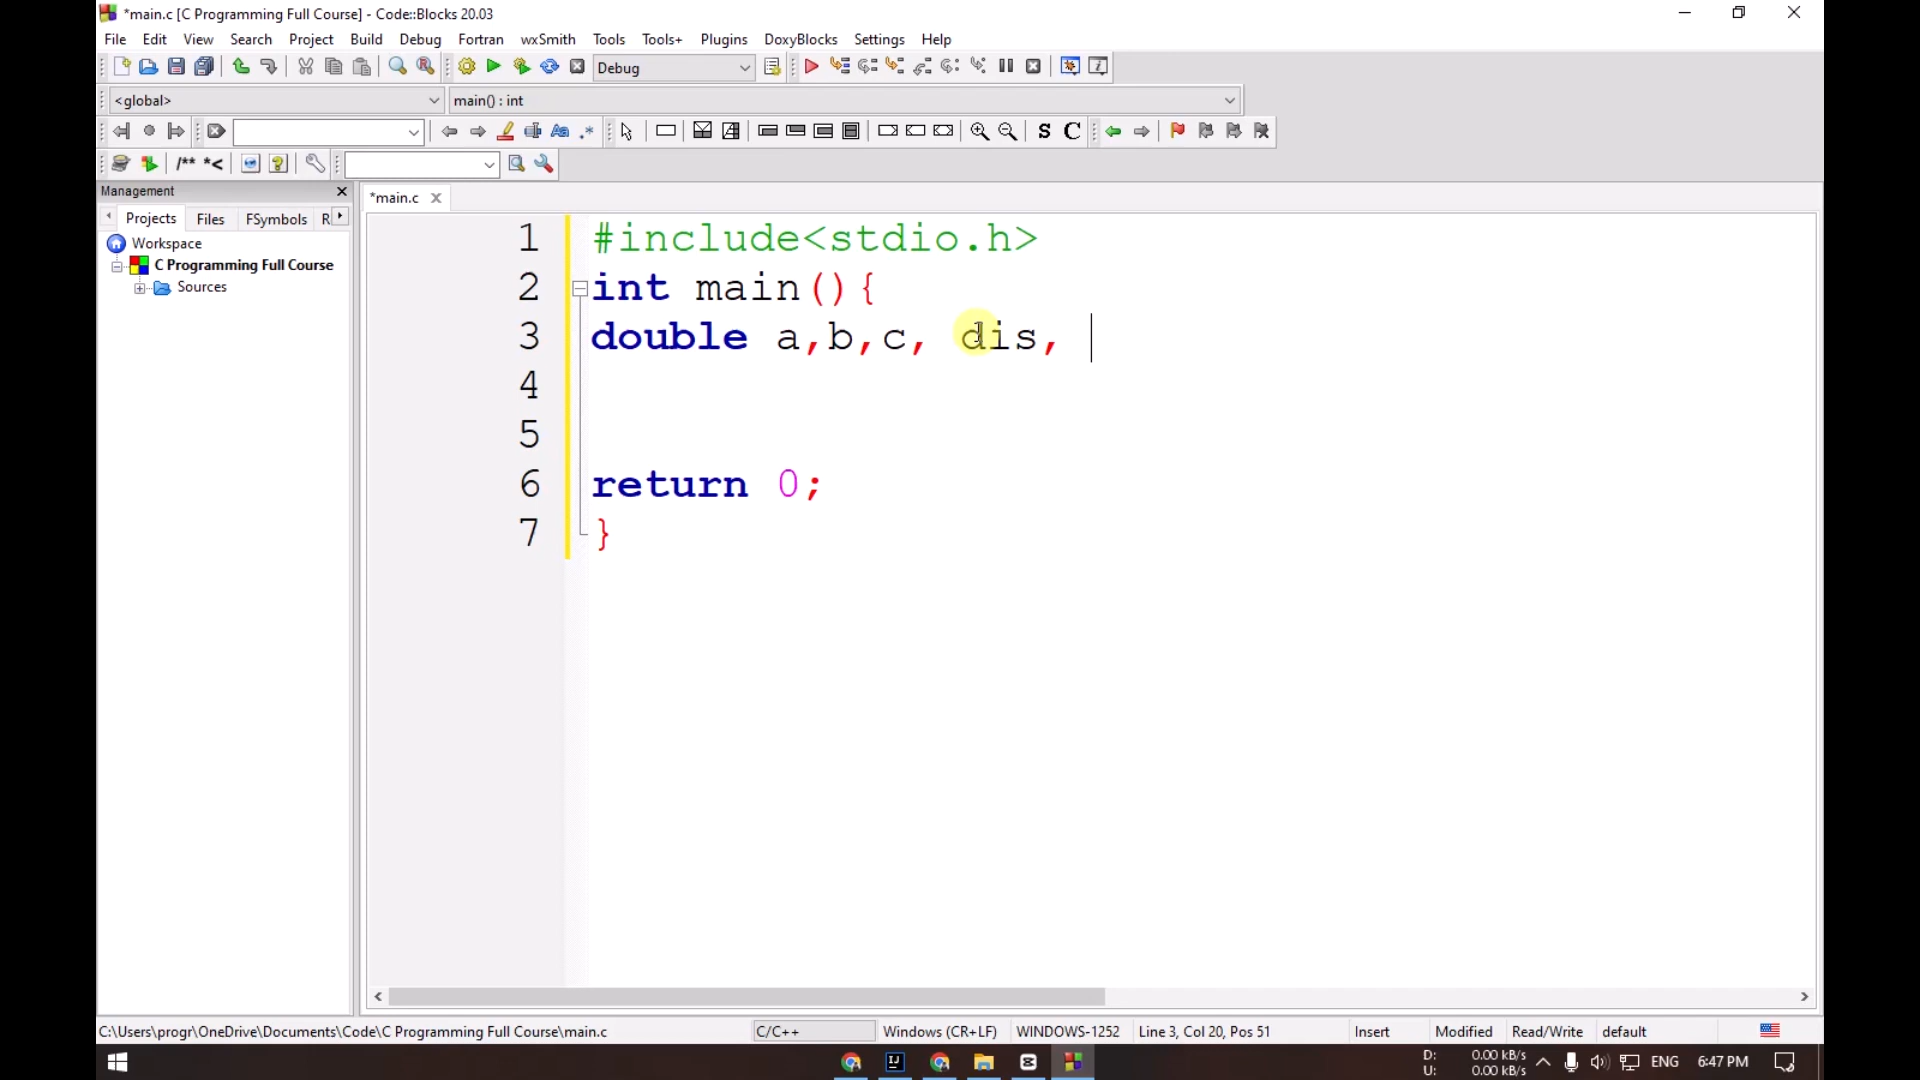 *main.c [C Programming Full Course] - Code::Blocks 20.03
File Edit View Search Project Build Debug Fortran wxSmith Tools Tools+ Plugins DoxyBlocks Settings Help
Debug
<global> main() : int
S C
/** *<
Management
Projects Files FSymbols R
*main.c
Workspace
C Programming Full Course
Sources
1 #include<stdio.h>
2 int main(){
3 double a,b,c, dis,
4
5
6 return 0;
7 }
C:\Users\progr\OneDrive\Documents\Code\C Programming Full Course\main.c C/C++ Windows (CR+LF) WINDOWS-1252 Line 3, Col 20, Pos 51 Insert Modified Read/Write default
D: 0.00 kB/s
U: 0.00 kB/s
ENG 6:47 PM